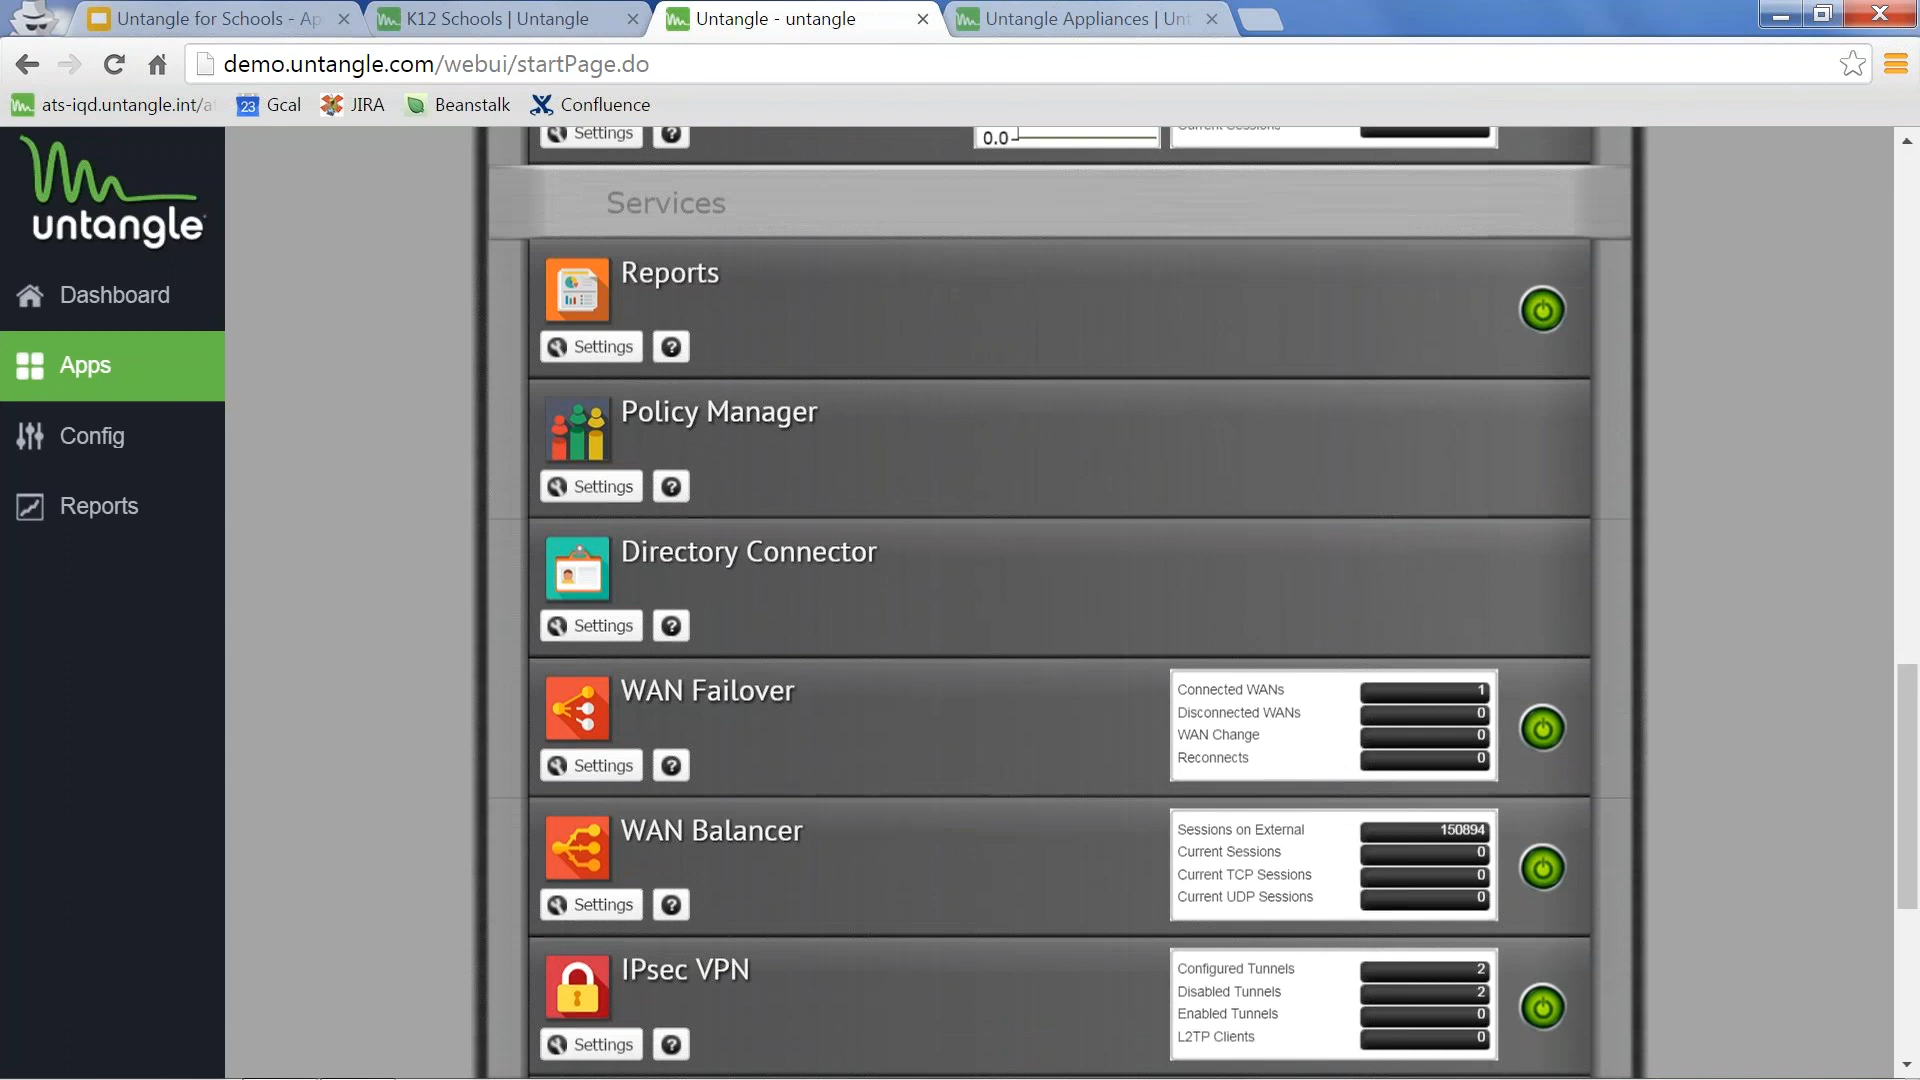 Untangle for Schools - Ap
K12 Schools | Untangle
Untangle - untangle
Untangle Appliances | Unt
demo.untangle.com/webui/startPage.do
ats-iqd.untangle.int/a
23
Gcal
JIRA
Beanstalk
Confluence
untangle
Dashboard
Apps
Config
Reports
Settings
?
0.0
Current Sessions
Services
Reports
Settings
?
Policy Manager
Settings
?
Directory Connector
Settings
?
WAN Failover
Settings
?
Connected WANs 1
Disconnected WANs 0
WAN Change 0
Reconnects 0
WAN Balancer
Settings
?
Sessions on External 150894
Current Sessions 0
Current TCP Sessions 0
Current UDP Sessions 0
IPsec VPN
Settings
?
Configured Tunnels 2
Disabled Tunnels 2
Enabled Tunnels 0
L2TP Clients 0